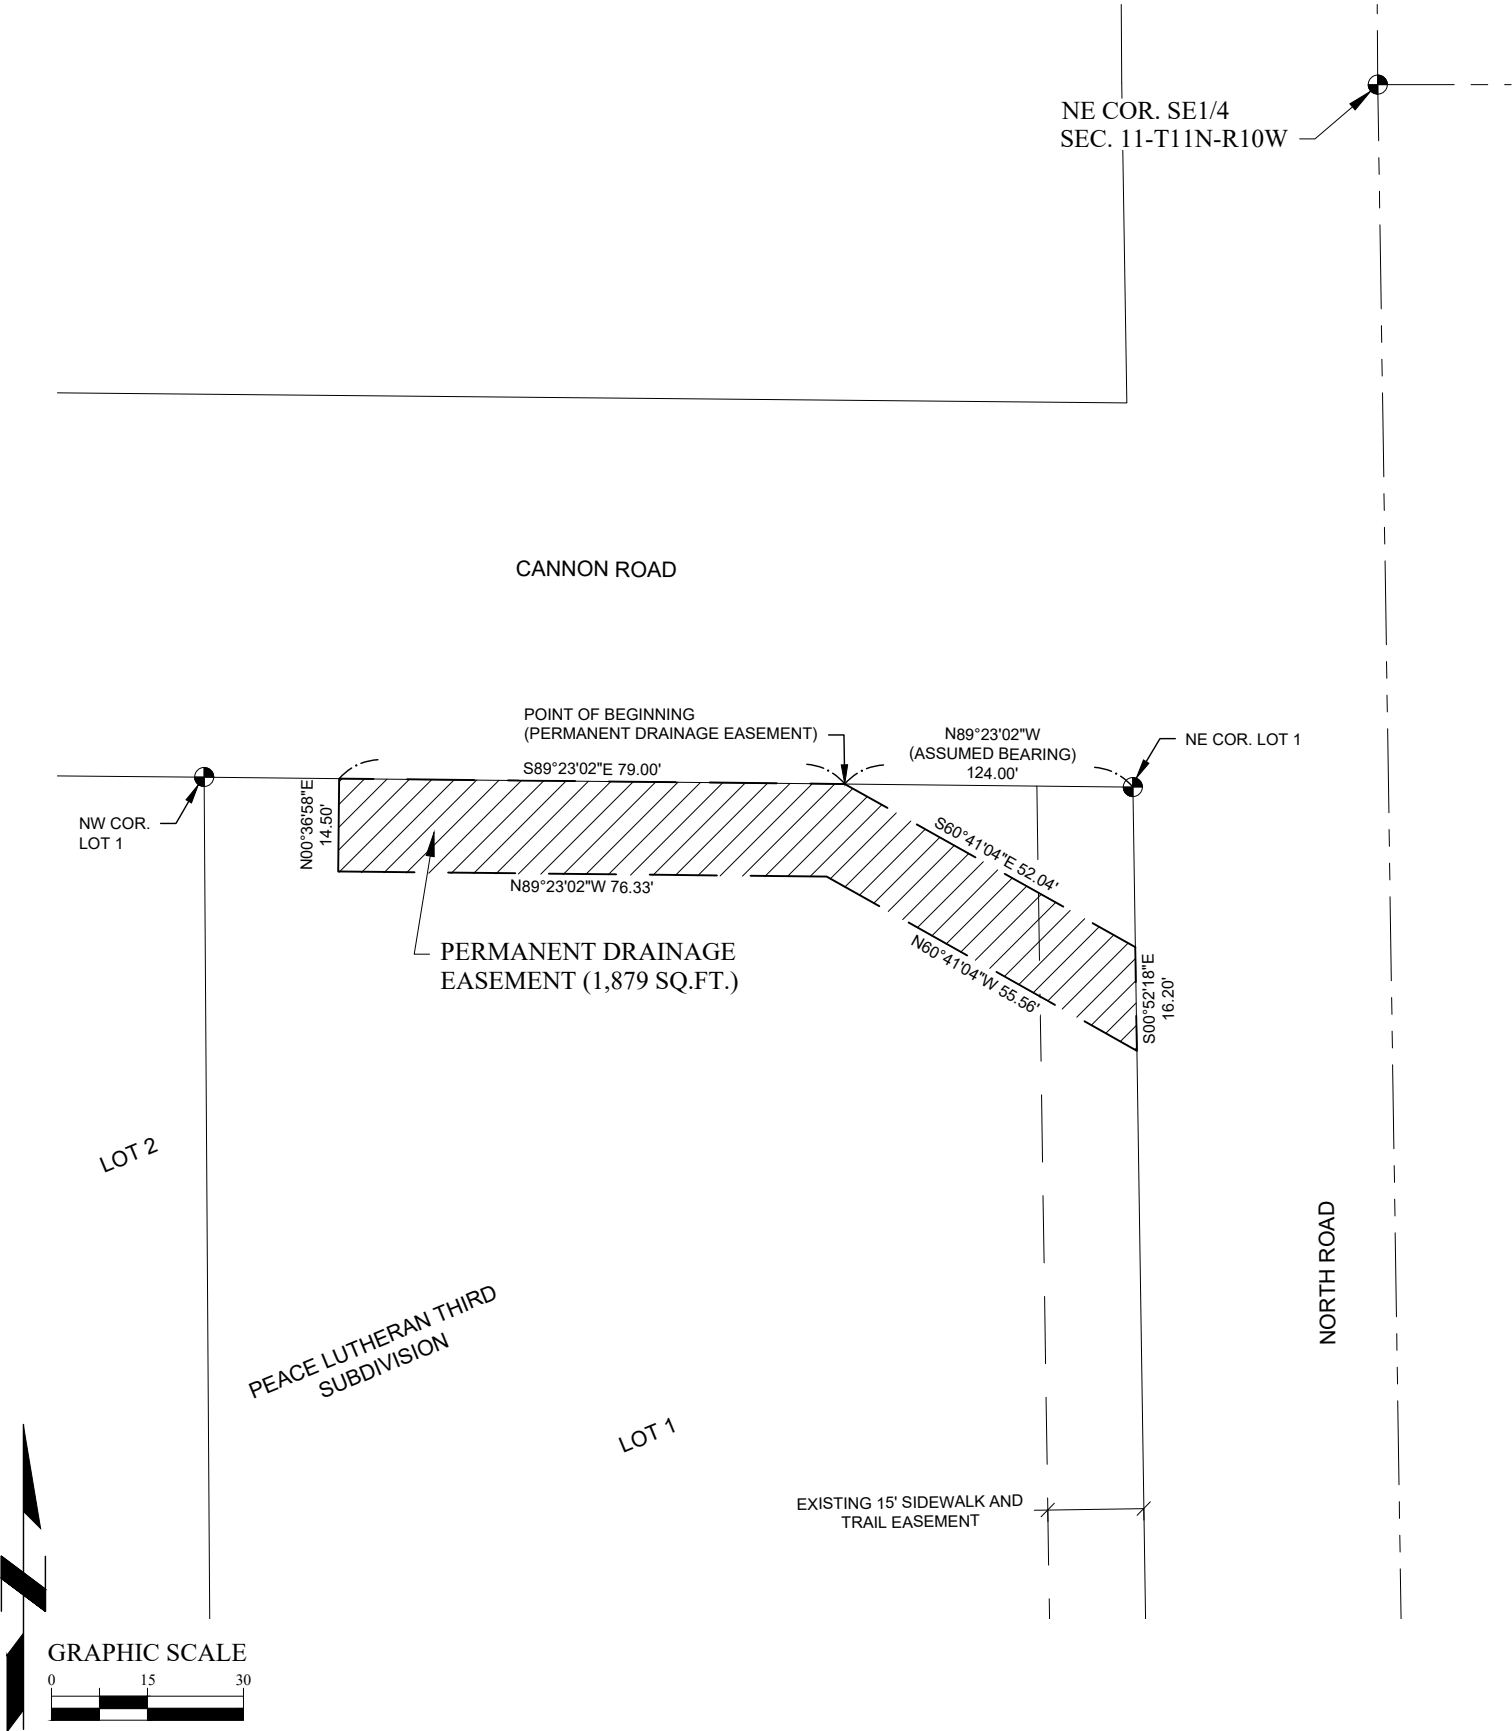 NE COR. SE1/4
SEC. 11-T11N-R10W
CANNON ROAD
POINT OF BEGINNING
(PERMANENT DRAINAGE EASEMENT)
N89°23'02"W
(ASSUMED BEARING)
124.00'
NE COR. LOT 1
S89°23'02"E 79.00'
NW COR.
LOT 1
N00°36'58"E
14.50'
S60°41'04"E 52.04'
N89°23'02"W 76.33'
PERMANENT DRAINAGE
EASEMENT (1,879 SQ.FT.)
N60°41'04"W 55.56'
S00°52'18"E
16.20'
LOT 2
NORTH ROAD
PEACE LUTHERAN THIRD
SUBDIVISION
LOT 1
EXISTING 15' SIDEWALK AND
TRAIL EASEMENT
N
GRAPHIC SCALE
0 15 30